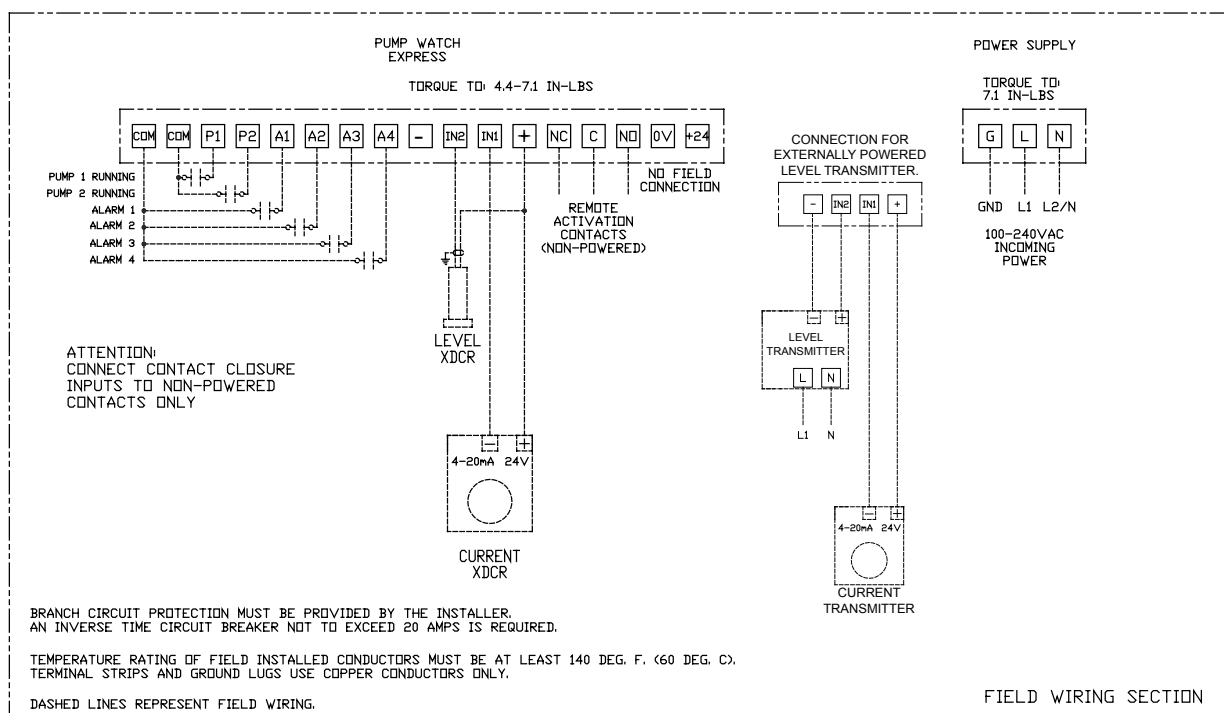 PUMP WATCH
EXPRESS
TORQUE TO: 4.4-7.1 IN-LBS
COM COM P1 P2 A1 A2 A3 A4 - IN2 IN1 + NC C NO 0V +24
PUMP 1 RUNNING
PUMP 2 RUNNING
ALARM 1
ALARM 2
ALARM 3
ALARM 4
NO FIELD
CONNECTION
REMOTE
ACTIVATION
CONTACTS
(NON-POWERED)
LEVEL
XDCR
ATTENTION:
CONNECT CONTACT CLOSURE
INPUTS TO NON-POWERED
CONTACTS ONLY
- +
4-20mA 24V
CURRENT
XDCR
CONNECTION FOR
EXTERNALLY POWERED
LEVEL TRANSMITTER.
- IN2 IN1 +
- +
LEVEL
TRANSMITTER
L N
L1 N
- +
4-20mA 24V
CURRENT
TRANSMITTER
POWER SUPPLY
TORQUE TO:
7.1 IN-LBS
G L N
GND L1 L2/N
100-240VAC
INCOMING
POWER
BRANCH CIRCUIT PROTECTION MUST BE PROVIDED BY THE INSTALLER.
AN INVERSE TIME CIRCUIT BREAKER NOT TO EXCEED 20 AMPS IS REQUIRED.
TEMPERATURE RATING OF FIELD INSTALLED CONDUCTORS MUST BE AT LEAST 140 DEG. F. (60 DEG. C).
TERMINAL STRIPS AND GROUND LUGS USE COPPER CONDUCTORS ONLY.
DASHED LINES REPRESENT FIELD WIRING.
FIELD WIRING SECTION